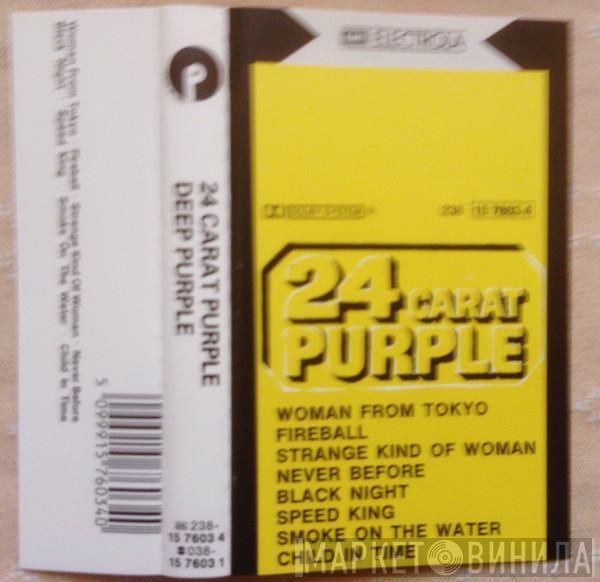 Woman From Tokyo · Fireball · Strange Kind Of Woman · Never Before
Black Night · Speed King · Smoke On The Water · Child In Time
5 099915 760340
24 CARAT PURPLE
DEEP PURPLE
238-
15 7603 4
038-
15 7603 1
EMI ELECTROLA
DOLBY SYSTEM
238 15 7603 4
24 CARAT
PURPLE
WOMAN FROM TOKYO
FIREBALL
STRANGE KIND OF WOMAN
NEVER BEFORE
BLACK NIGHT
SPEED KING
SMOKE ON THE WATER
CHILD IN TIME
МАРКЕТ ВИНИЛА